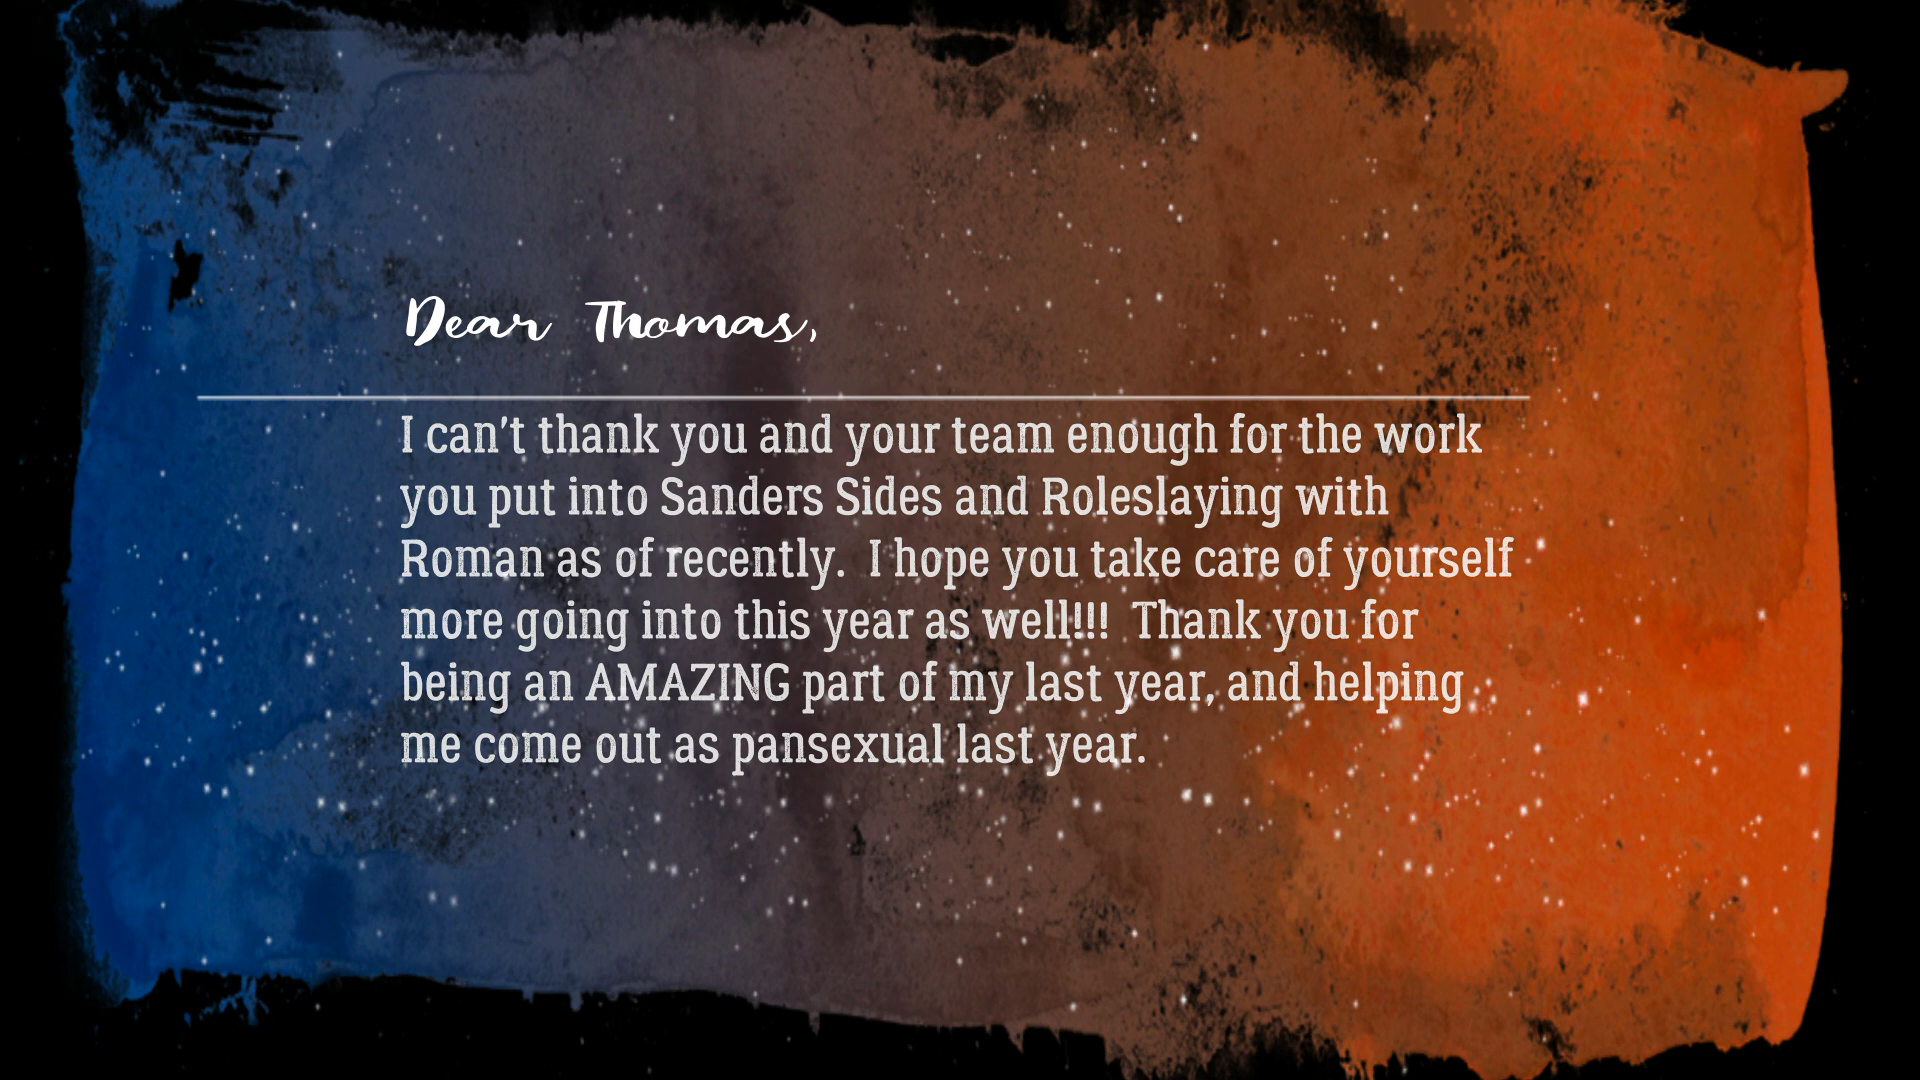 Dear Thomas,
I can't thank you and your team enough for the work
you put into Sanders Sides and Roleslaying with
Roman as of recently.  I hope you take care of yourself
more going into this year as well!!!  Thank you for
being an AMAZING part of my last year, and helping
me come out as pansexual last year.